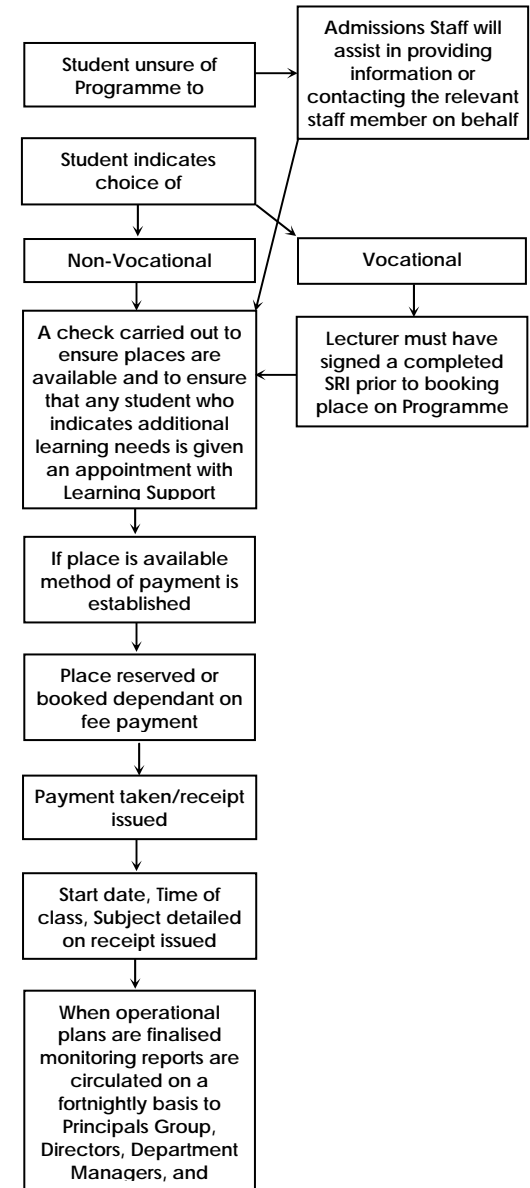 Student unsure of
Programme to
Admissions Staff will
assist in providing
information or
contacting the relevant
staff member on behalf
Student indicates
choice of
Non-Vocational
Vocational
A check carried out to
ensure places are
available and to ensure
that any student who
indicates additional
learning needs is given
an appointment with
Learning Support
Lecturer must have
signed a completed
SRI prior to booking
place on Programme
If place is available
method of payment is
established
Place reserved or
booked dependant on
fee payment
Payment taken/receipt
issued
Start date, Time of
class, Subject detailed
on receipt issued
When operational
plans are finalised
monitoring reports are
circulated on a
fortnightly basis to
Principals Group,
Directors, Department
Managers, and